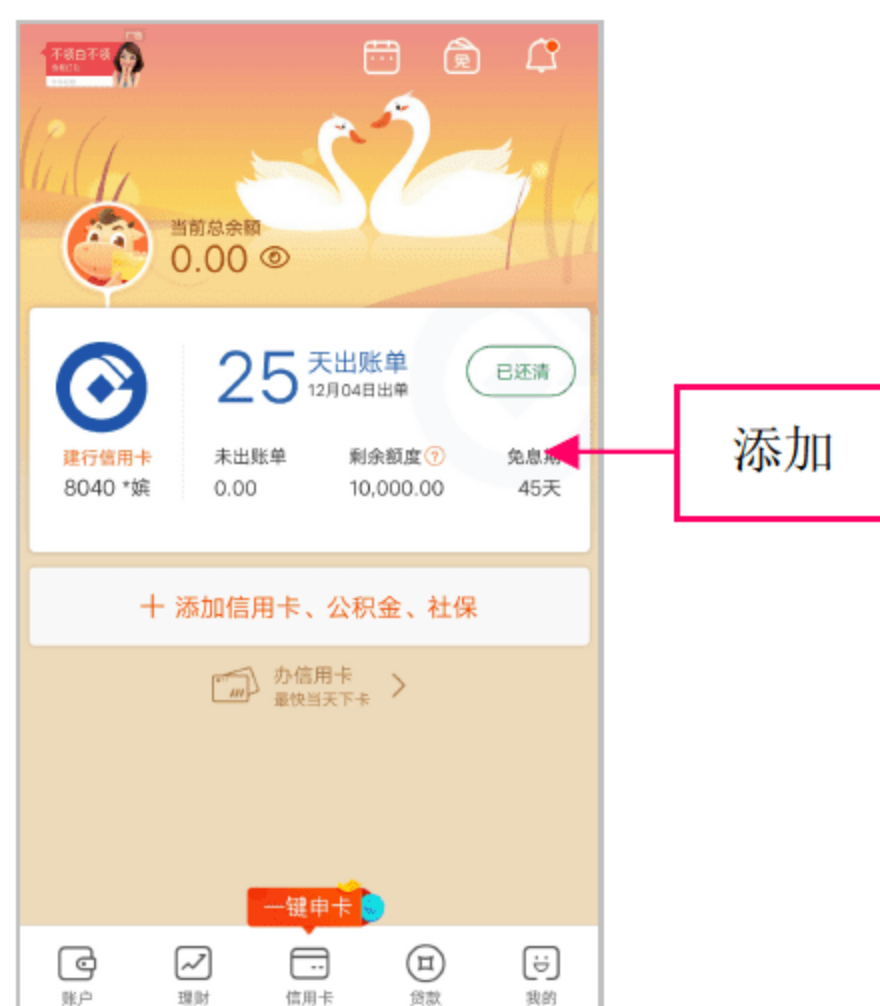 不领白不领
免
当前总余额
0.00
25 天出账单
12月04日出单
已还清
建行信用卡
8040 *嫔
未出账单
0.00
剩余额度?
10,000.00
免息期
45天
添加
+ 添加信用卡、公积金、社保
办信用卡
最快当天下卡
一键申卡
账户
理财
信用卡
贷款
我的